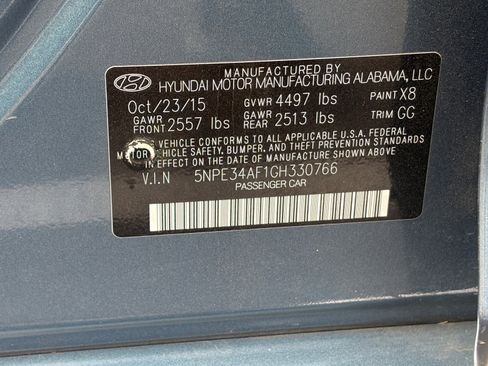 MANUFACTURED BY
HYUNDAI MOTOR MANUFACTURING ALABAMA, LLC
Oct/23/15 GVWR 4497 lbs PAINT X8
GAWR FRONT 2557 lbs GAWR REAR 2513 lbs TRIM GG
VEHICLE CONFORMS TO ALL APPLICABLE U.S.A. FEDERAL
MOTOR VEHICLE SAFETY, BUMPER, AND THEFT PREVENTION STANDARDS
IN EFFECT ON THE DATE OF MANUFACTURE SHOWN ABOVE.
V.I.N 5NPE34AF1GH330766
PASSENGER CAR